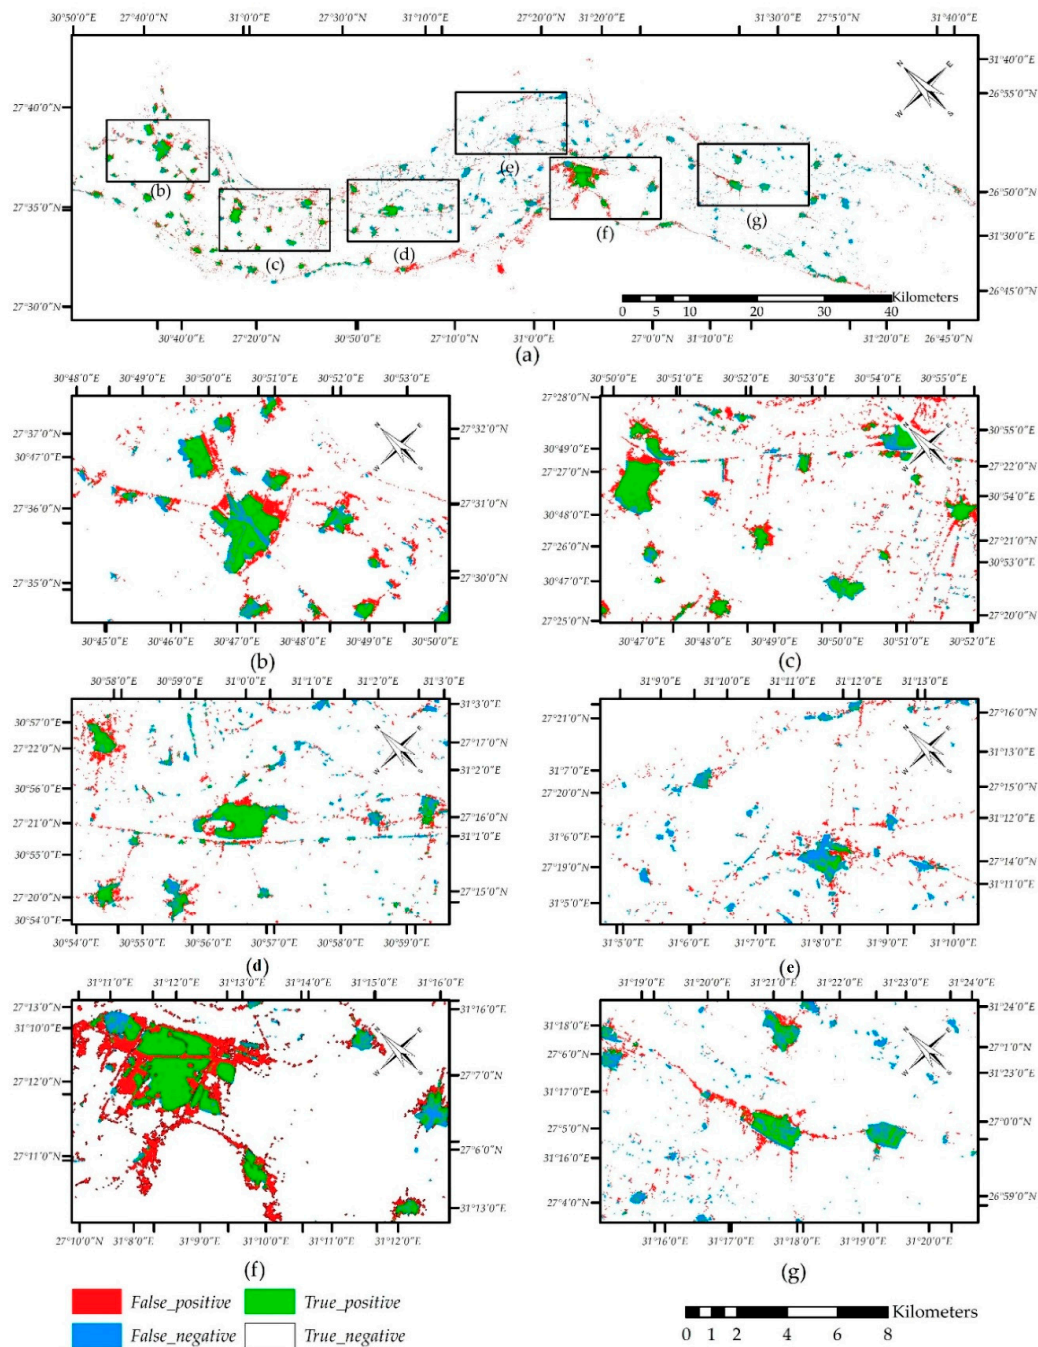 30°50'0"E 27°40'0"E 31°0'0"E 27°30'0"E 31°10'0"E 27°20'0"E 31°20'0"E 31°30'0"E 27°5'0"E 31°40'0"E
N E
W S
31°40'0"E
27°40'0"N 26°55'0"N
(b) (e)
27°35'0"N 26°50'0"N
(c) (d) (f) (g)
31°30'0"E
27°30'0"N 26°45'0"N
Kilometers
0 5 10 20 30 40
30°40'0"E 27°20'0"E 30°50'0"E 27°10'0"E 31°0'0"E 27°0'0"E 31°10'0"E 31°20'0"E 26°45'0"E
(a)
30°48'0"E 30°49'0"E 30°50'0"E 30°51'0"E 30°52'0"E 30°53'0"E
27°37'0"N 27°32'0"N
30°47'0"E
27°36'0"N 27°31'0"N
27°35'0"N 27°30'0"N
30°45'0"E 30°46'0"E 30°47'0"E 30°48'0"E 30°49'0"E 30°50'0"E
(b)
30°50'0"E 30°51'0"E 30°52'0"E 30°53'0"E 30°54'0"E 30°55'0"E
27°28'0"N 30°55'0"E
30°49'0"E
27°27'0"N 27°22'0"N
30°48'0"E 30°54'0"E
27°26'0"N 27°21'0"N
30°47'0"E 30°53'0"E
27°25'0"N 27°20'0"N
30°47'0"E 30°48'0"E 30°49'0"E 30°50'0"E 30°51'0"E 30°52'0"E
(c)
30°58'0"E 30°59'0"E 31°0'0"E 31°1'0"E 31°2'0"E 31°3'0"E
30°57'0"E 31°3'0"E
27°22'0"N 27°17'0"N
30°56'0"E 31°2'0"E
27°21'0"N 27°16'0"N
30°55'0"E 31°1'0"E
27°20'0"N 27°15'0"N
30°54'0"E
30°54'0"E 30°55'0"E 30°56'0"E 30°57'0"E 30°58'0"E 30°59'0"E
(d)
31°9'0"E 31°10'0"E 31°11'0"E 31°12'0"E 31°13'0"E
27°21'0"N 27°16'0"N
31°7'0"E 31°13'0"E
27°20'0"N 27°15'0"N
31°6'0"E 31°12'0"E
27°19'0"N 27°14'0"N
31°5'0"E 31°11'0"E
31°5'0"E 31°6'0"E 31°7'0"E 31°8'0"E 31°9'0"E 31°10'0"E
(e)
31°11'0"E 31°12'0"E 31°13'0"E 31°14'0"E 31°15'0"E 31°16'0"E
27°13'0"N 31°16'0"E
31°10'0"E
27°12'0"N 27°7'0"N
27°11'0"N 27°6'0"N
31°13'0"E
27°10'0"N 31°8'0"E 31°9'0"E 31°10'0"E 31°11'0"E 31°12'0"E
(f)
31°19'0"E 31°20'0"E 31°21'0"E 31°22'0"E 31°23'0"E 31°24'0"E
31°18'0"E 31°24'0"E
27°6'0"N 27°1'0"N
31°17'0"E 31°23'0"E
27°5'0"N 27°0'0"N
31°16'0"E
27°4'0"N 26°59'0"N
31°16'0"E 31°17'0"E 31°18'0"E 31°19'0"E 31°20'0"E
(g)
False_positive True_positive
False_negative True_negative
Kilometers
0 1 2 4 6 8